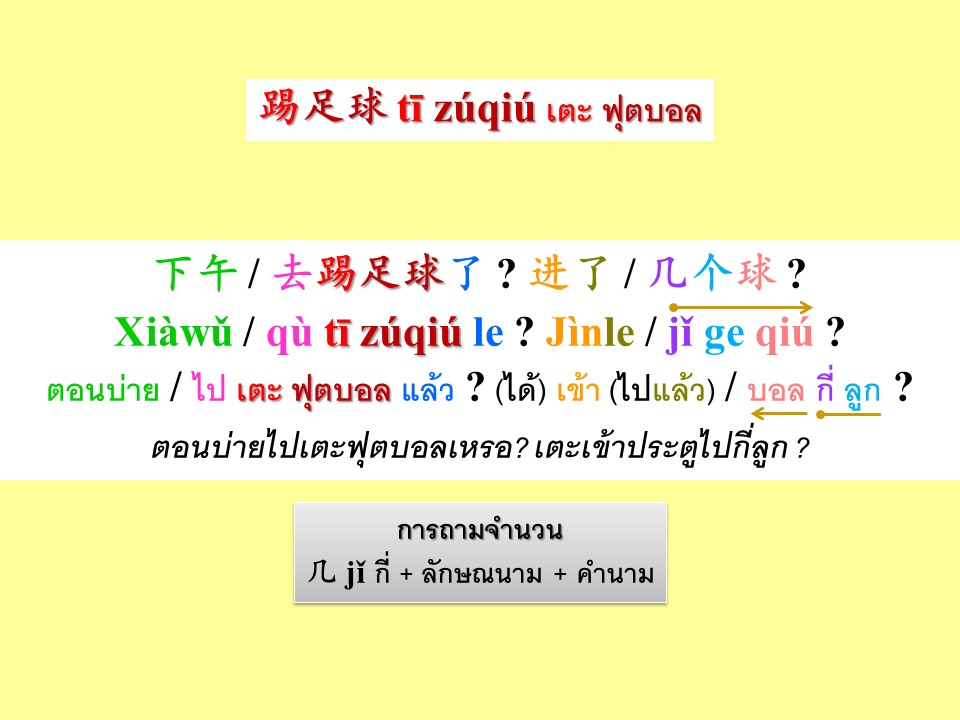 踢足球 tī zúqiú เตะ ฟุตบอล
下午 / 去踢足球了 ? 进了 / 几个球 ?
Xiàwǔ / qù tī zúqiú le ? Jìnle / jǐ ge qiú ?
ตอนบ่าย / ไป เตะ ฟุตบอล แล้ว ? (ได้) เข้า (ไปแล้ว) / บอล กี่ ลูก ?
ตอนบ่ายไปเตะฟุตบอลเหรอ? เตะเข้าประตูไปกี่ลูก ?
การถามจำนวน
几 jǐ กี่ + ลักษณนาม + คำนาม